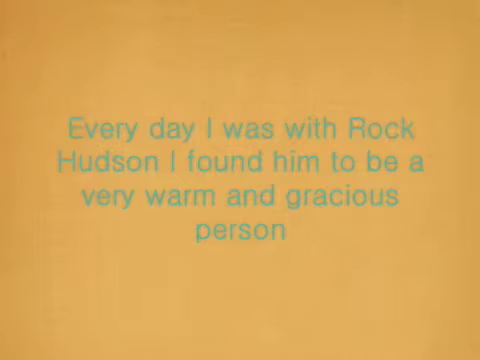 Every day I was with Rock
Hudson I found him to be a
very warm and gracious
person